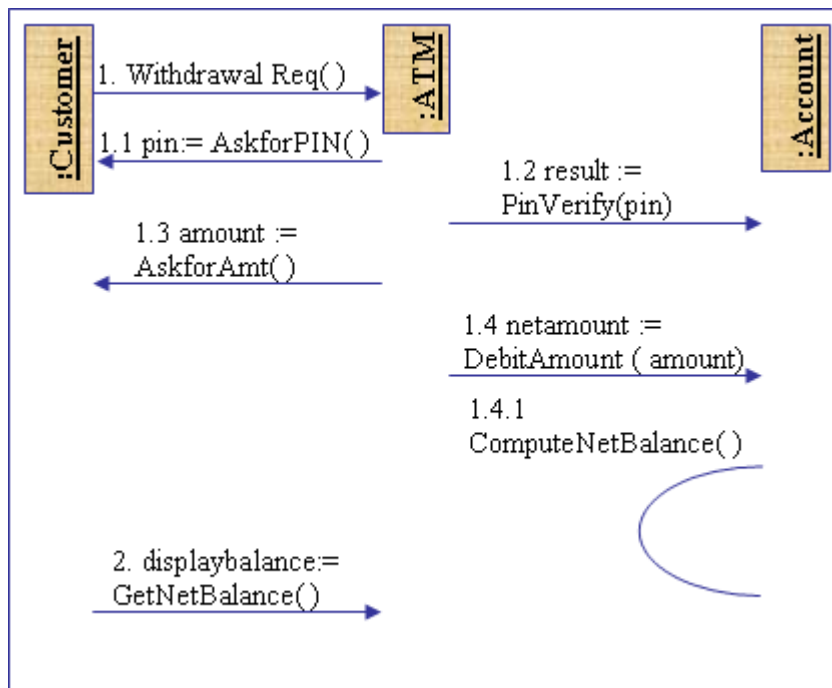 :Customer
:ATM
:Account
1. Withdrawal Req()
1.1 pin:= AskforPIN()
1.2 result :=
PinVerify(pin)
1.3 amount :=
AskforAmt()
1.4 netamount :=
DebitAmount ( amount)
1.4.1
ComputeNetBalance()
2. displaybalance:=
GetNetBalance()